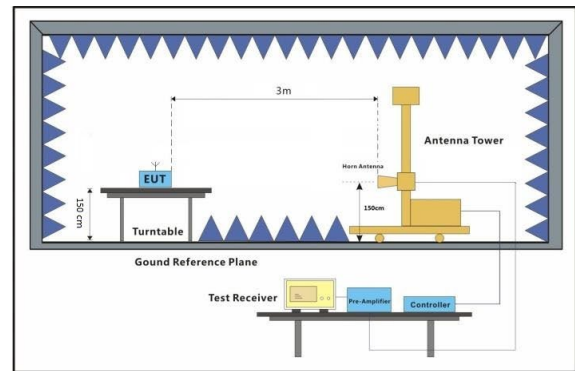 3m
Antenna Tower
Horn Antenna
EUT
150 cm
150cm
Turntable
Gound Reference Plane
Test Receiver
Pre-Amplifier
Controller